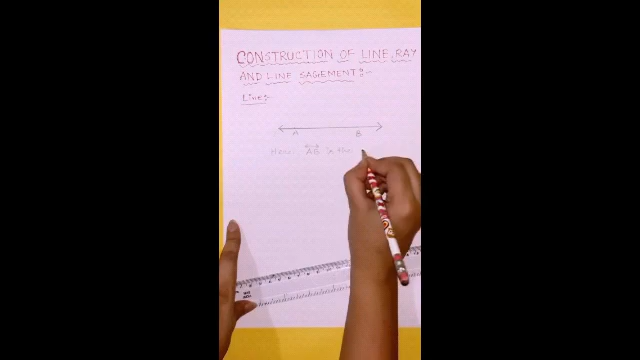 CONSTRUCTION OF LINE, RAY
AND LINE SAGEMENT:-
Line:-
A B
Here AB is the